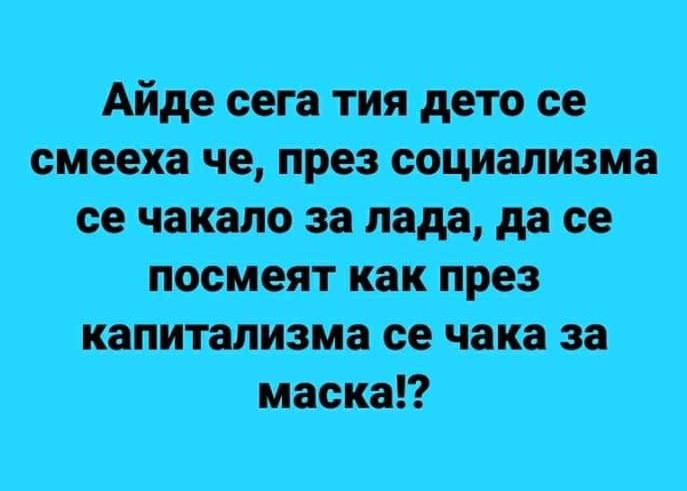 Айде сега тия дето се
смееха че, през социализма
се чакало за лада, да се
посмеят как през
капитализма се чака за
маска!?